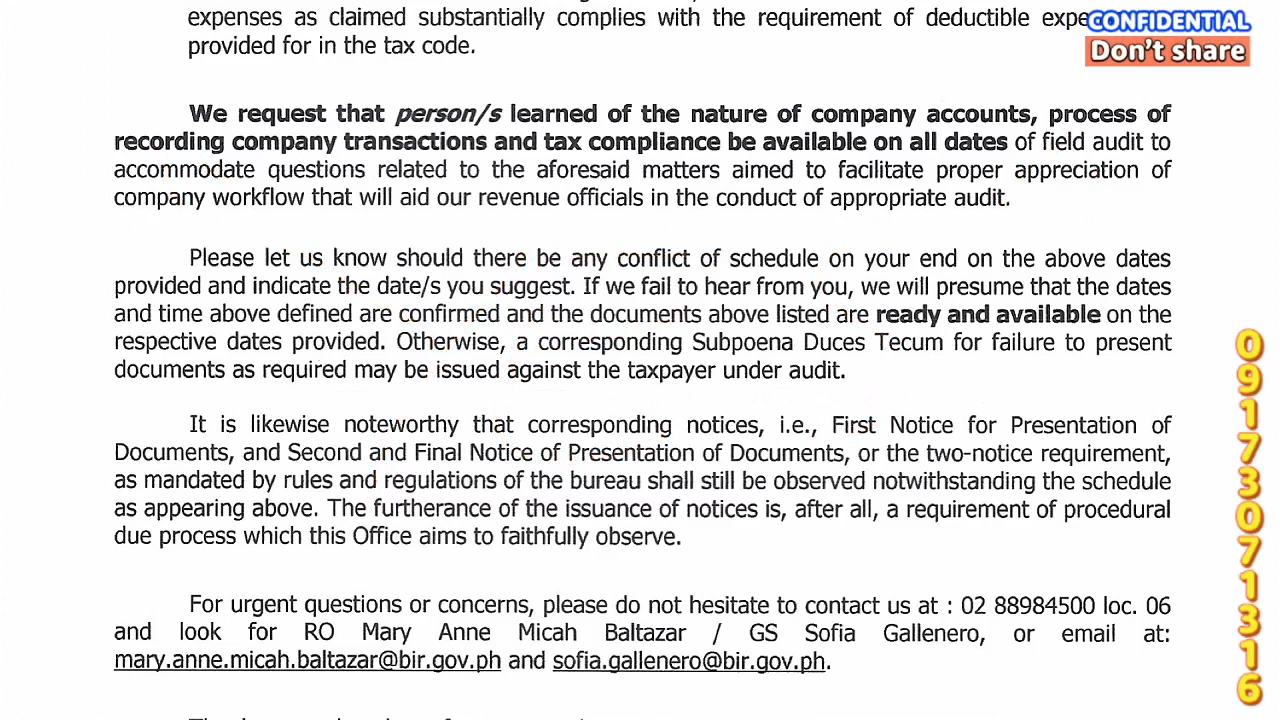 expenses as claimed substantially complies with the requirement of deductible
provided for in the tax code.
CONFIDENTIAL
Don't share
We request that person/s learned of the nature of company accounts, process of
recording company transactions and tax compliance be available on all dates of field audit to
accommodate questions related to the aforesaid matters aimed to facilitate proper appreciation of
company workflow that will aid our revenue officials in the conduct of appropriate audit.
Please let us know should there be any conflict of schedule on your end on the above dates
provided and indicate the date/s you suggest. If we fail to hear from you, we will presume that the dates
and time above defined are confirmed and the documents above listed are ready and available on the
respective dates provided. Otherwise, a corresponding Subpoena Duces Tecum for failure to present
documents as required may be issued against the taxpayer under audit.
It is likewise noteworthy that corresponding notices, i.e., First Notice for Presentation of
Documents, and Second and Final Notice of Presentation of Documents, or the two-notice requirement,
as mandated by rules and regulations of the bureau shall still be observed notwithstanding the schedule
as appearing above. The furtherance of the issuance of notices is, after all, a requirement of procedural
due process which this Office aims to faithfully observe.
For urgent questions or concerns, please do not hesitate to contact us at : 02 88984500 loc. 06
and look for RO Mary Anne Micah Baltazar / GS Sofia Gallenero, or email at:
mary.anne.micah.baltazar@bir.gov.ph and sofia.gallenero@bir.gov.ph.
09173071316